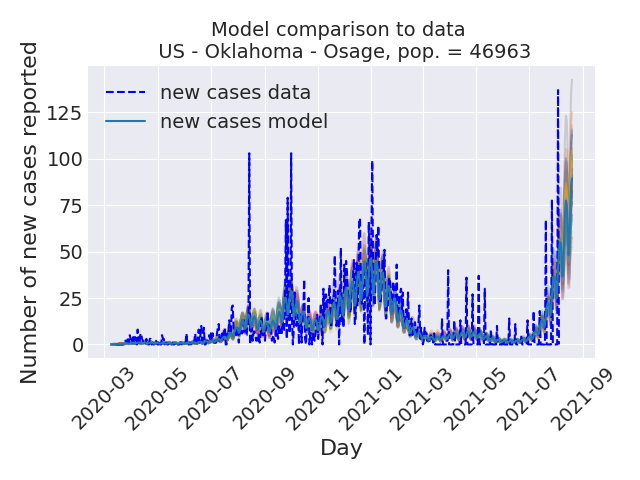 Model comparison to data
US - Oklahoma - Osage, pop. = 46963
Number of new cases reported
125
100
75
50
25
0
new cases data
new cases model
2020-03
2020-05
2020-07
2020-09
2020-11
2021-01
2021-03
2021-05
2021-07
2021-09
Day